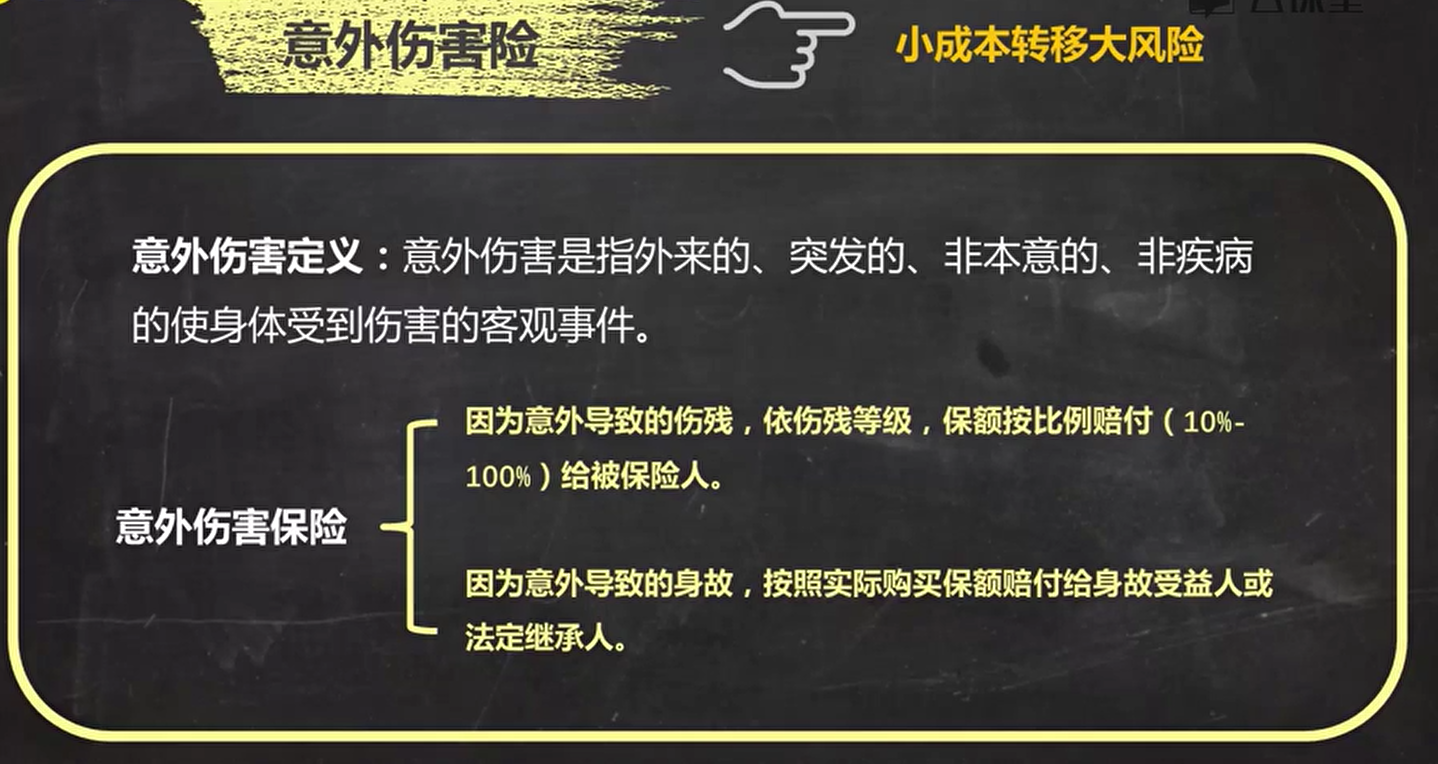 意外伤害险
小成本转移大风险
意外伤害定义：意外伤害是指外来的、突发的、非本意的、非疾病
的使身体受到伤害的客观事件。
因为意外导致的伤残，依伤残等级，保额按比例赔付（10%-
100%）给被保险人。
意外伤害保险
因为意外导致的身故，按照实际购买保额赔付给身故受益人或
法定继承人。